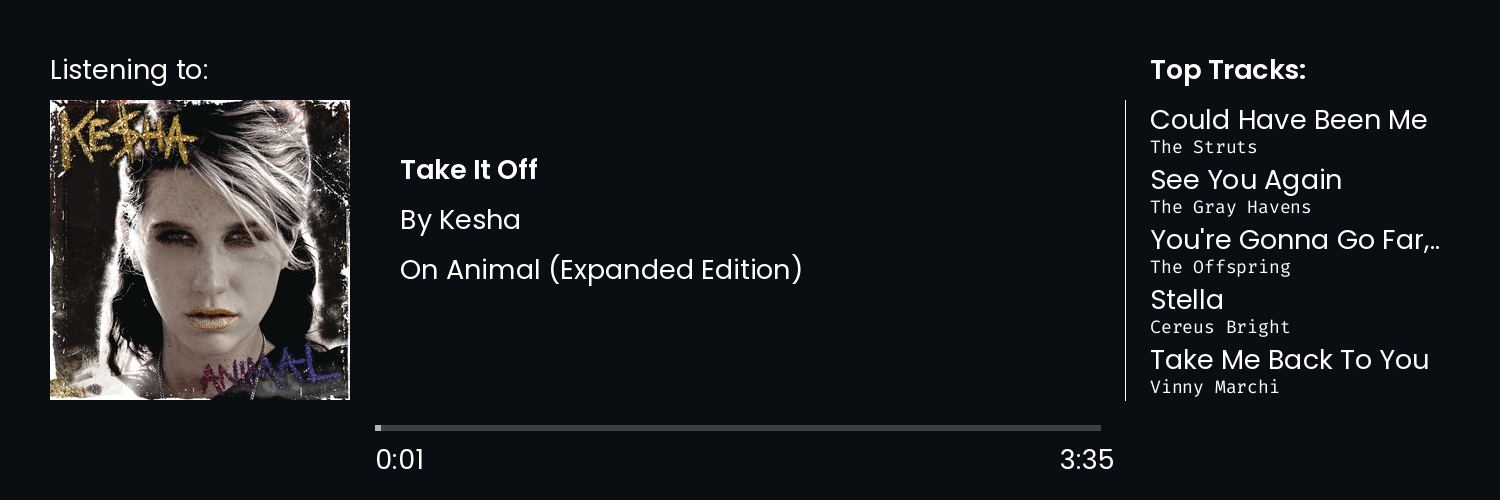 Listening to:
KE$HA
ANIMAL
Take It Off
By Kesha
On Animal (Expanded Edition)
0:01
3:35
Top Tracks:
Could Have Been Me
The Struts
See You Again
The Gray Havens
You're Gonna Go Far,..
The Offspring
Stella
Cereus Bright
Take Me Back To You
Vinny Marchi